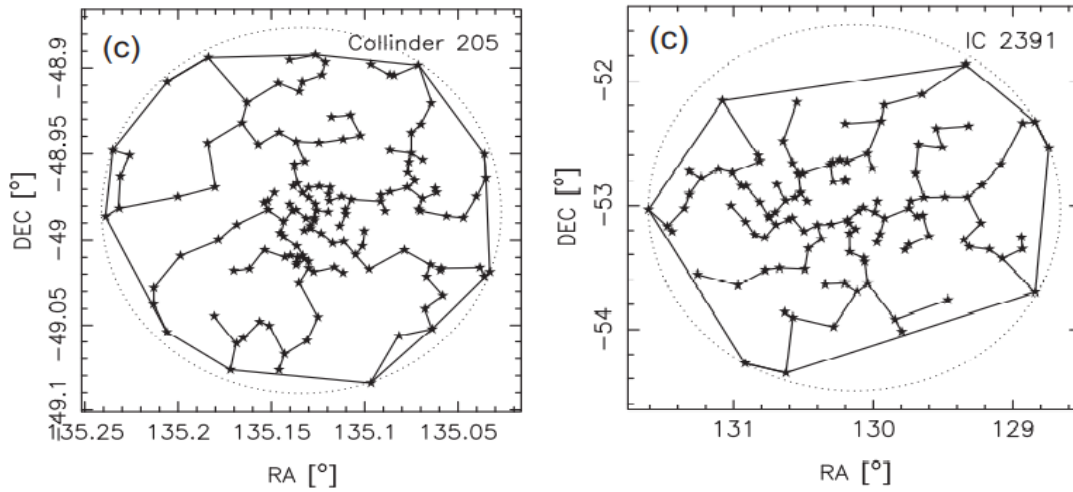 (c)
Collinder 205
−48.9
−48.95
−49
−49.05
−49.1
DEC [°]
135.25
135.2
135.15
135.1
135.05
RA [°]
(c)
IC 2391
−52
−53
−54
DEC [°]
131
130
129
RA [°]